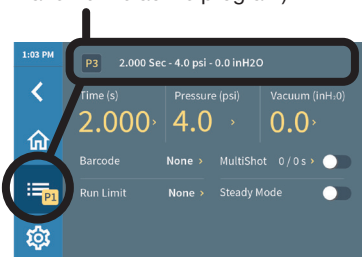 1:03 PM
P3 2.000 Sec - 4.0 psi - 0.0 inH2O
Time (s) Pressure (psi) Vacuum (inH₂0)
2.000 > 4.0 > 0.0 >
Barcode None > MultiShot 0 / 0 s >
P1
Run Limit None > Steady Mode